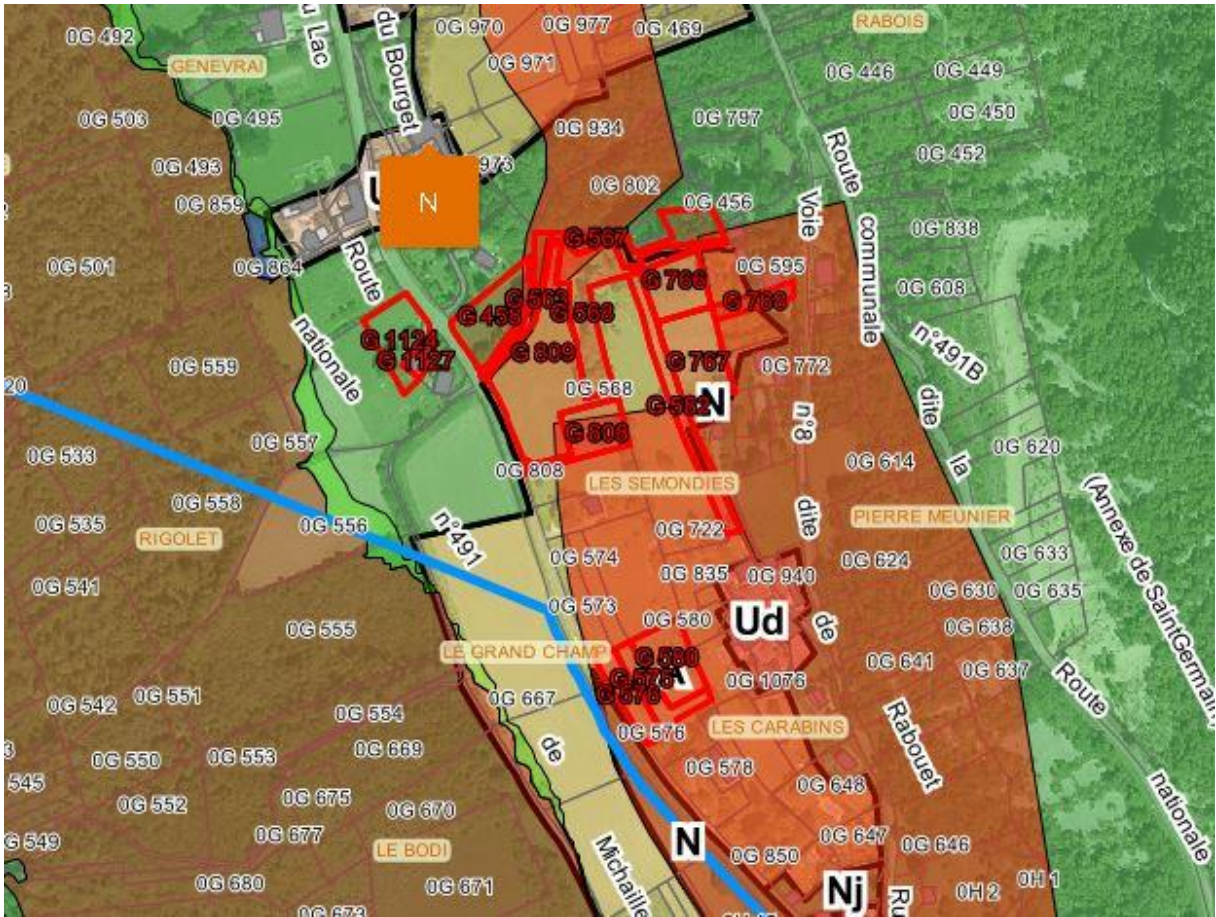 0G 492
u Lac
du Bourget
0G 970
0G 977
0G 469
RABOIS
GENEVRAI
0G 971
0G 446
0G 449
0G 450
0G 503
0G 495
0G 934
0G 797
0G 452
0G 493
973
0G 802
Route
0G 859
N
0G 456
Voie
communale
0G 838
0G 501
0G 864
Route
G 567
G 766
0G 595
G 768
0G 608
nationale
G 458
G 563
G 568
n°491B
G 1124
G 1127
G 809
0G 559
0G 568
G 767
0G 772
20
G 562
N
n°8
dite
0G 533
0G 557
G 808
0G 614
la
0G 620
0G 558
0G 808
LES SEMONDIES
0G 535
RIGOLET
0G 556
n°491
0G 722
dite
PIERRE MEUNIER
(Annexe de SaintGermain
0G 574
0G 633
0G 541
0G 835
0G 940
0G 624
0G 630
0G 635
0G 573
0G 580
Ud
de
0G 638
0G 555
LE GRAND CHAMP
G 580
0G 641
0G 637
0G 551
0G 542
0G 667
G 576
A
0G 1076
Route
0G 554
0G 576
LES CARABINS
Rabouet
0G 550
0G 553
0G 669
de
0G 578
545
0G 552
0G 675
0G 670
0G 648
nationale
G 549
0G 677
N
0G 647
0G 646
LE BODI
Michaille
0G 850
0G 680
0G 671
Nj
Ru
0H 2
0H 1
0G 673